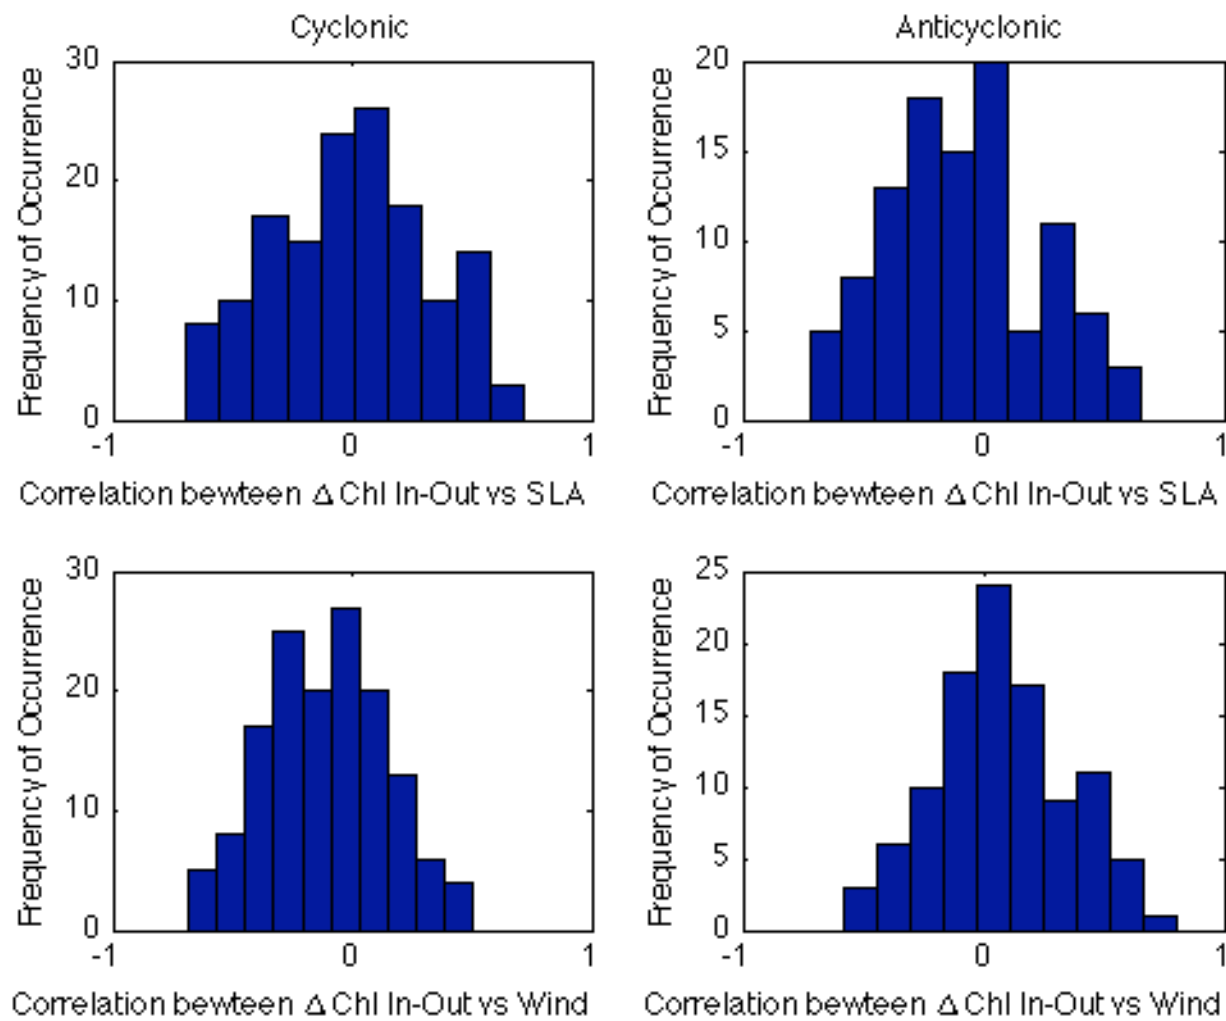 Cyclonic
Frequency of Occurrence
30
20
10
0
-1 0 1
Correlation bewteen Δ Chl In-Out vs SLA
Anticyclonic
Frequency of Occurrence
20
15
10
5
0
-1 0 1
Correlation bewteen Δ Chl In-Out vs SLA
Frequency of Occurrence
30
20
10
0
-1 0 1
Correlation bewteen Δ Chl In-Out vs Wind
Frequency of Occurrence
25
20
15
10
5
0
-1 0 1
Correlation bewteen Δ Chl In-Out vs Wind